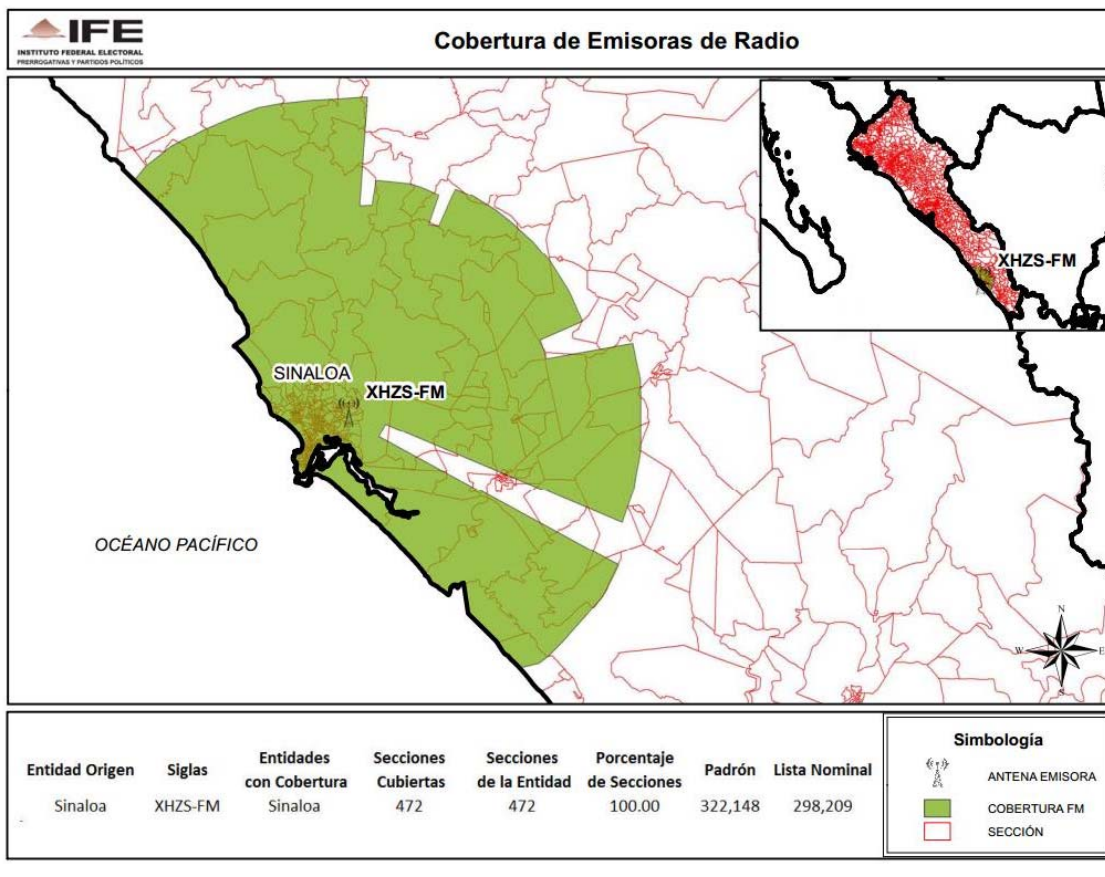 IFE
INSTITUTO FEDERAL ELECTORAL
PRERROGATIVAS Y PARTIDOS POLÍTICOS
Cobertura de Emisoras de Radio
XHZS-FM
SINALOA
XHZS-FM
OCÉANO PACÍFICO
N
W E
S
Entidad Origen Siglas Entidades con Cobertura Secciones Cubiertas Secciones de la Entidad Porcentaje de Secciones Padrón Lista Nominal
Sinaloa XHZS-FM Sinaloa 472 472 100.00 322,148 298,209
Simbología
ANTENA EMISORA
COBERTURA FM
SECCIÓN